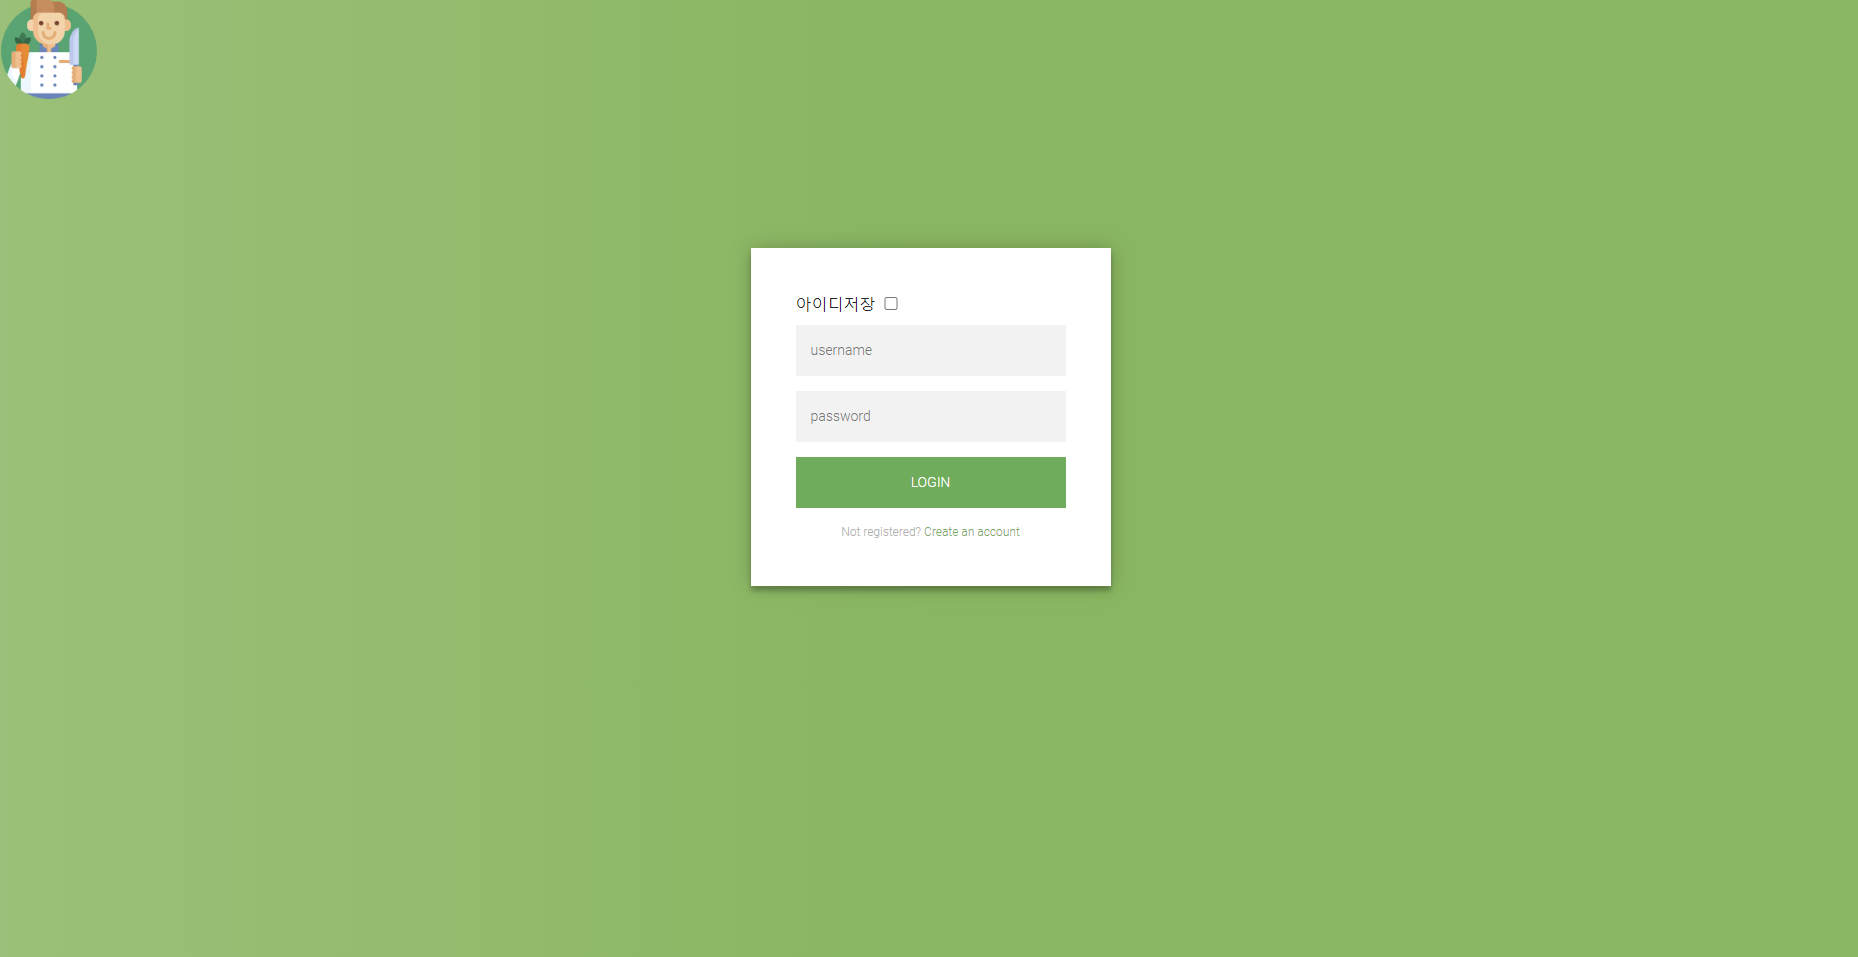 아이디저장
username
password
LOGIN
Not registered? Create an account